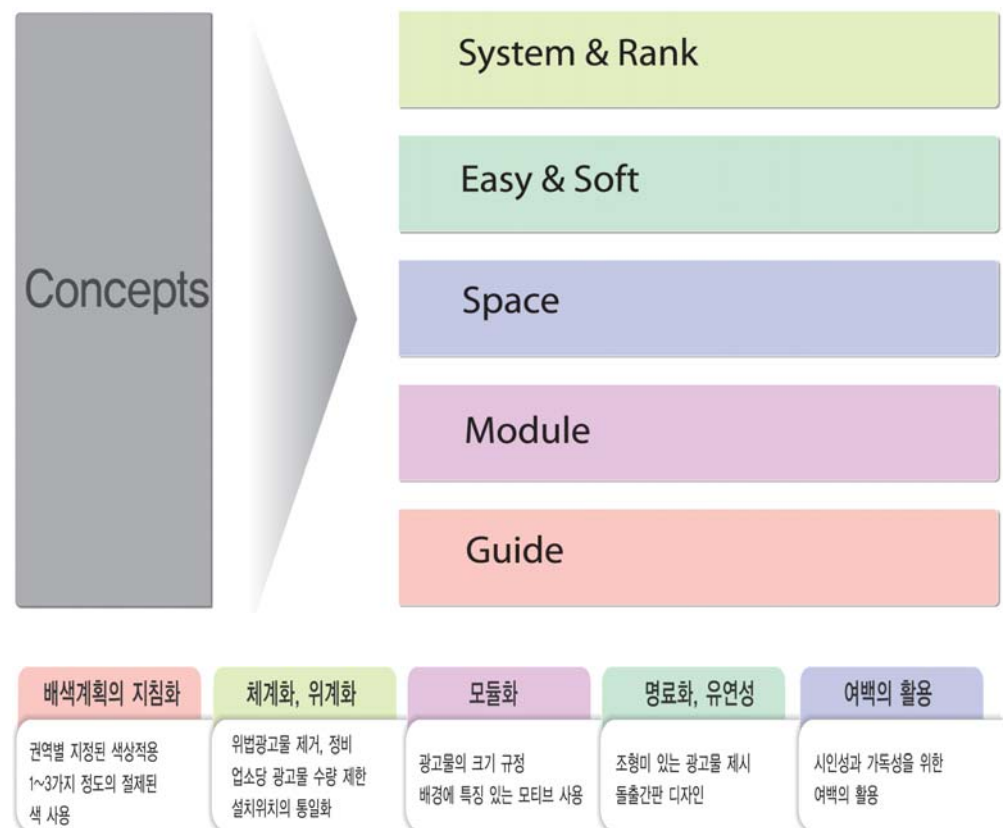 Concepts
System & Rank
Easy & Soft
Space
Module
Guide
배색계획의 지침화
권역별 지정된 색상적용
1~3가지 정도의 절제된
색 사용
체계화, 위계화
위법광고물 제거, 정비
업소당 광고물 수량 제한
설치위치의 통일화
모듈화
광고물의 크기 규정
배경에 특징 있는 모티브 사용
명료화, 유연성
조형미 있는 광고물 제시
돌출간판 디자인
여백의 활용
시인성과 가독성을 위한
여백의 활용